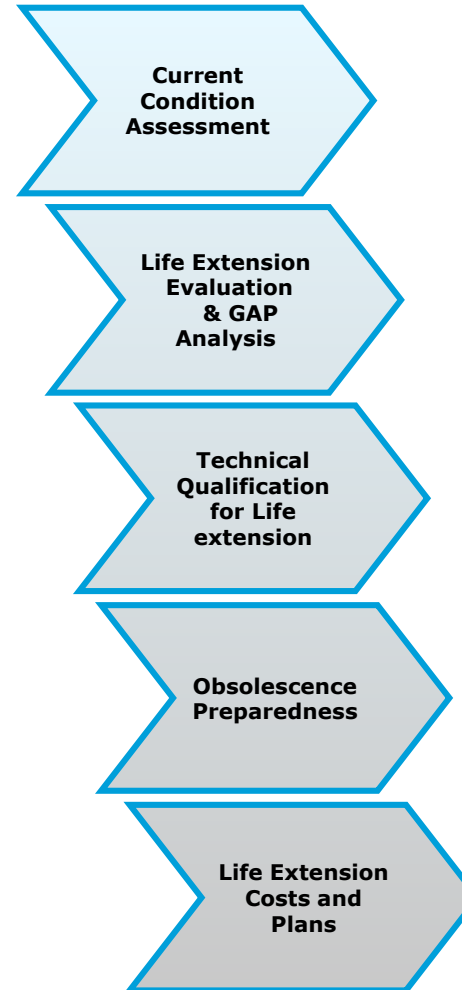 Current
Condition
Assessment
Life Extension
Evaluation
& GAP
Analysis
Technical
Qualification
for Life
extension
Obsolescence
Preparedness
Life Extension
Costs and
Plans